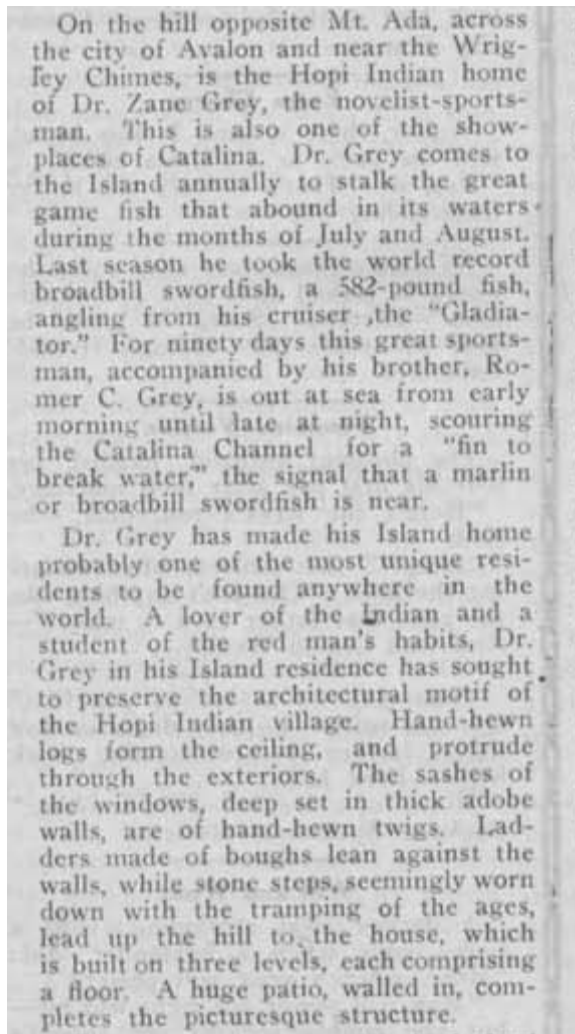 On the hill opposite Mt. Ada, across
the city of Avalon and near the Wrig-
ley Chimes, is the Hopi Indian home
of Dr. Zane Grey, the novelist-sports-
man. This is also one of the show-
places of Catalina. Dr. Grey comes to
the Island annually to stalk the great
game fish that abound in its waters
during the months of July and August.
Last season he took the world record
broadbill swordfish, a 582-pound fish,
angling from his cruiser ,the "Gladia-
tor." For ninety days this great sports-
man, accompanied by his brother, Ro-
mer C. Grey, is out at sea from early
morning until late at night, scouring
the Catalina Channel for a "fin to
break water," the signal that a marlin
or broadbill swordfish is near.
Dr. Grey has made his Island home
probably one of the most unique resi-
dents to be found anywhere in the
world. A lover of the Indian and a
student of the red man's habits, Dr.
Grey in his Island residence has sought
to preserve the architectural motif of
the Hopi Indian village. Hand-hewn
logs form the ceiling, and protrude
through the exteriors. The sashes of
the windows, deep set in thick adobe
walls, are of hand-hewn twigs. Lad-
ders made of boughs lean against the
walls, while stone steps, seemingly worn
down with the tramping of the ages,
lead up the hill to the house, which
is built on three levels, each comprising
a floor. A huge patio, walled in, com-
pletes the picturesque structure.